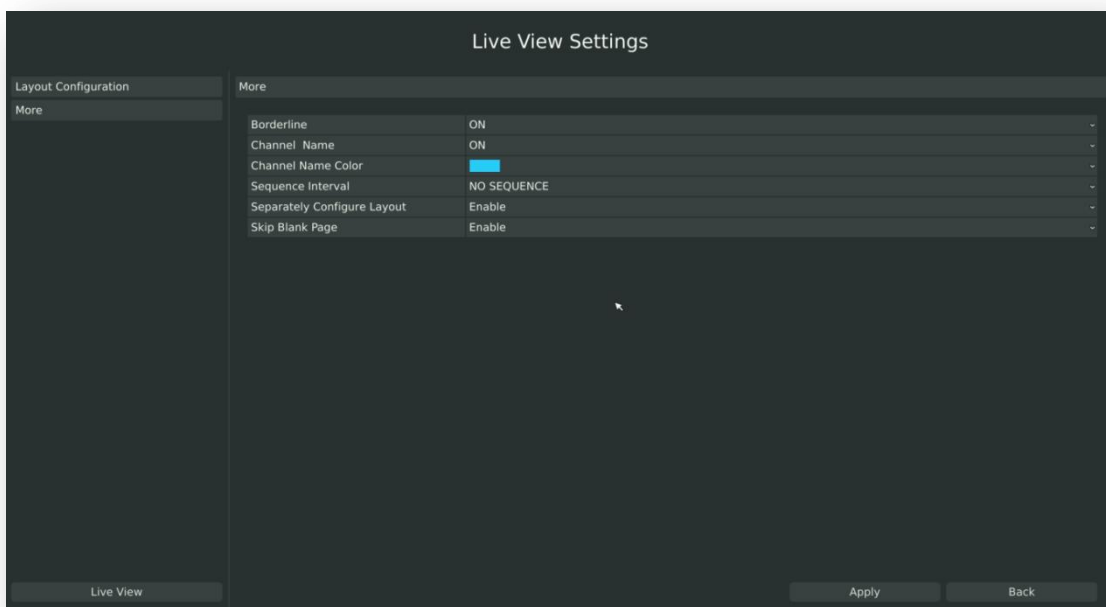 Live View Settings
Layout Configuration
More
More
Borderline ON
Channel Name ON
Channel Name Color
Sequence Interval NO SEQUENCE
Separately Configure Layout Enable
Skip Blank Page Enable
Live View
Apply
Back